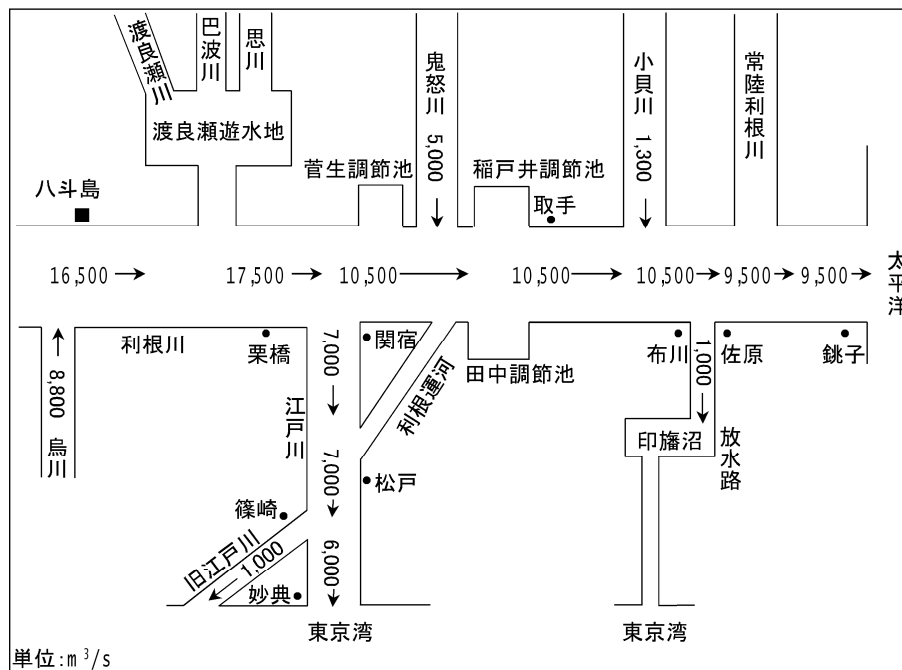 渡良瀬川
巴波川
思川
鬼怒川
5,000
小貝川
1,300
常陸利根川
渡良瀬遊水地
菅生調節池
稲戸井調節池
八斗島
取手
16,500
17,500
10,500
10,500
10,500
9,500
9,500
太平洋
8,800
烏川
利根川
栗橋
7,000
関宿
利根運河
田中調節池
布川
1,000
佐原
銚子
江戸川
印旛沼
放水路
7,000
松戸
篠崎
旧江戸川
1,000
6,000
妙典
東京湾
東京湾
単位:m³/s